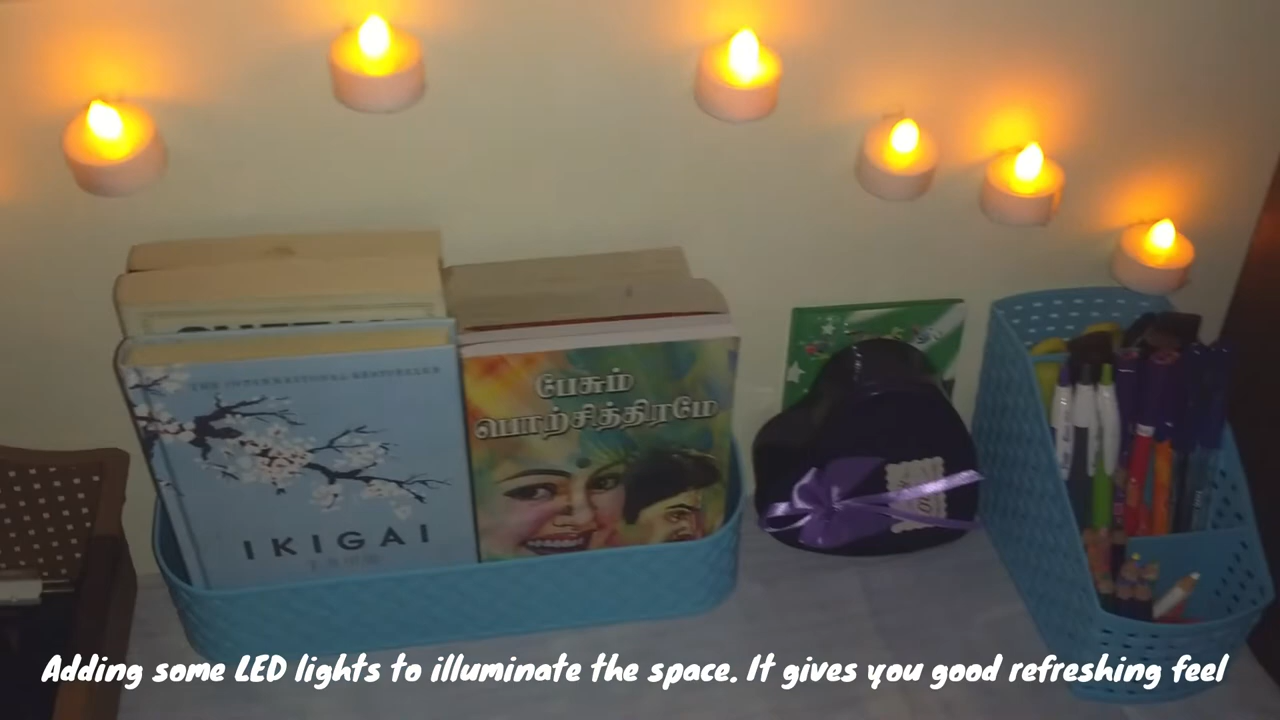 THE INTERNATIONAL BESTSELLER
IKIGAI
பேசும்
பொற்சித்திரமே
Adding some LED lights to illuminate the space. It gives you good refreshing feel